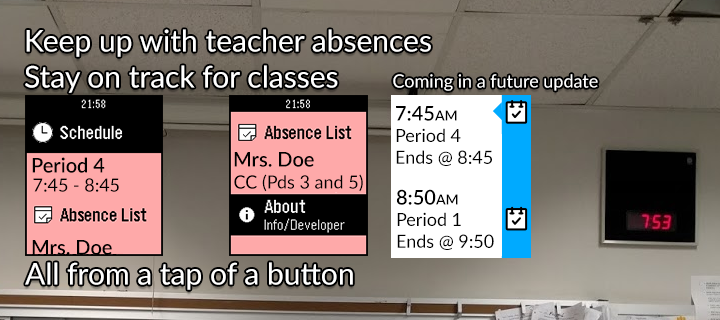 Keep up with teacher absences
Stay on track for classes
Coming in a future update
21:58
Schedule
Period 4
7:45 - 8:45
Absence List
Mrs. Doe
21:58
Absence List
Mrs. Doe
CC (Pds 3 and 5)
About
Info/Developer
7:45AM
Period 4
Ends @ 8:45
8:50AM
Period 1
Ends @ 9:50
7:53
All from a tap of a button